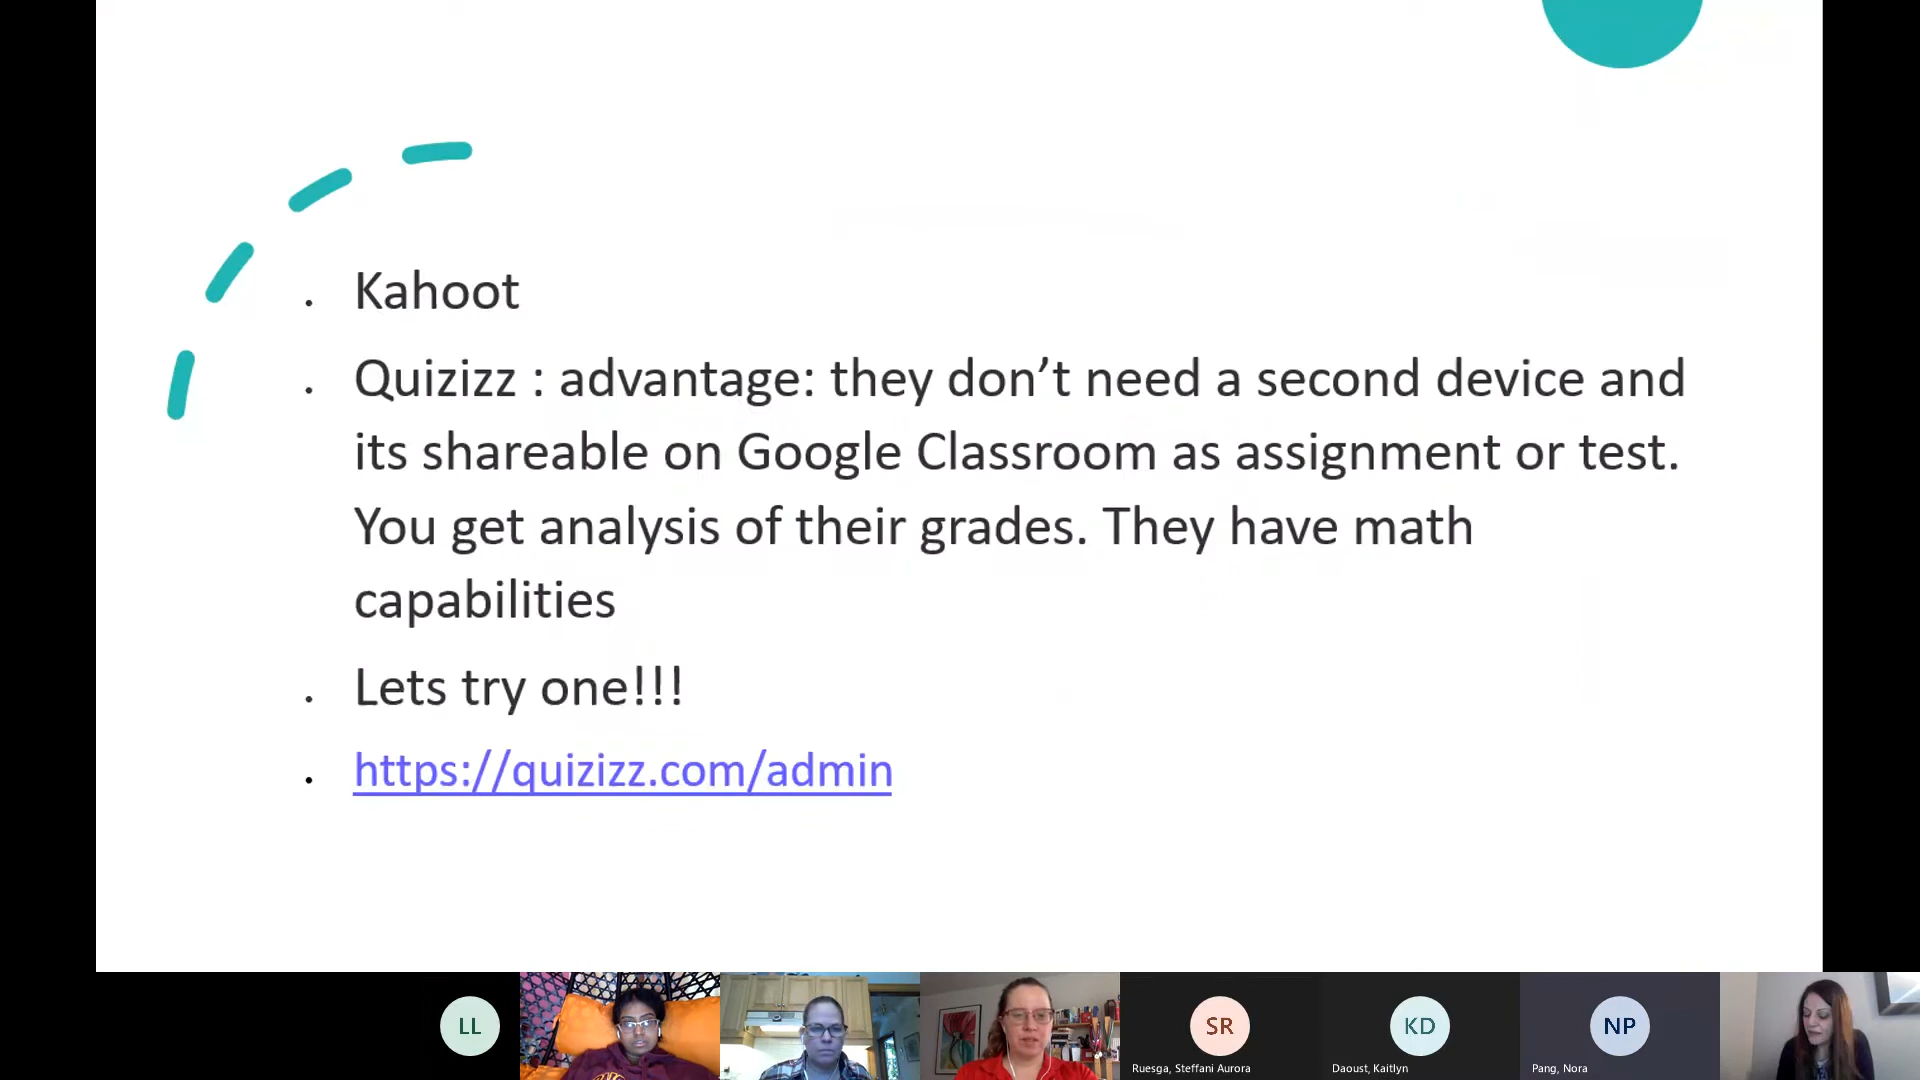 Kahoot
Quizizz : advantage: they don’t need a second device and
its shareable on Google Classroom as assignment or test.
You get analysis of their grades. They have math
capabilities
Lets try one!!!
https://quizizz.com/admin
LL
SR
KD
NP
Ruesga, Steffani Aurora
Daoust, Kaitlyn
Pang, Nora